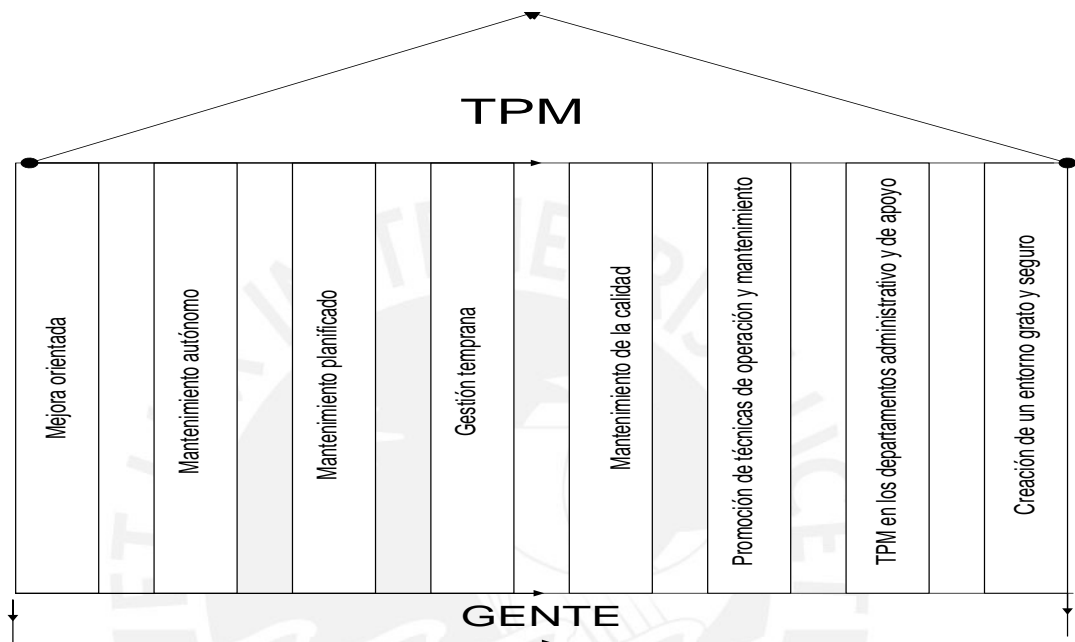 TPM
Mejora orientada
Mantenimiento autónomo
Mantenimiento planificado
Gestión temprana
Mantenimiento de la calidad
Promoción de técnicas de operación y mantenimiento
TPM en los departamentos administrativo y de apoyo
Creación de un entorno grato y seguro
GENTE